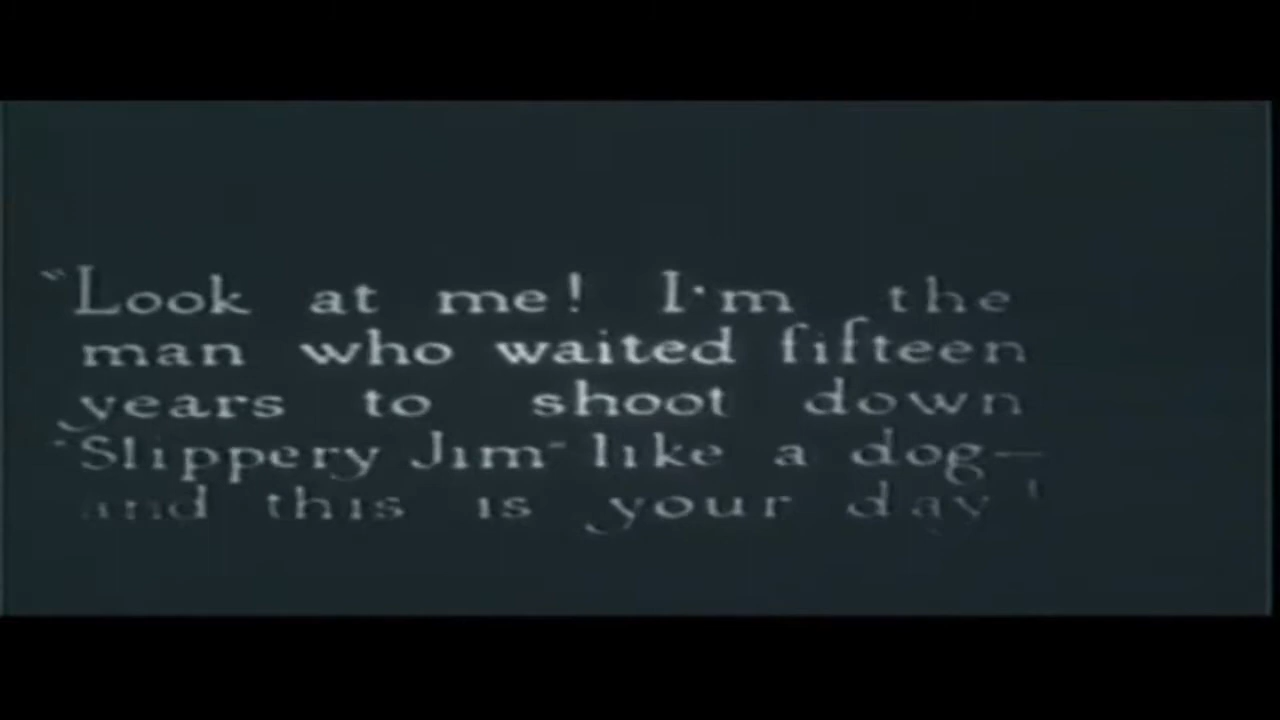 "Look at me! I'm the
man who waited fifteen
years to shoot down
"Slippery Jim" like a dog—
and this is your day!